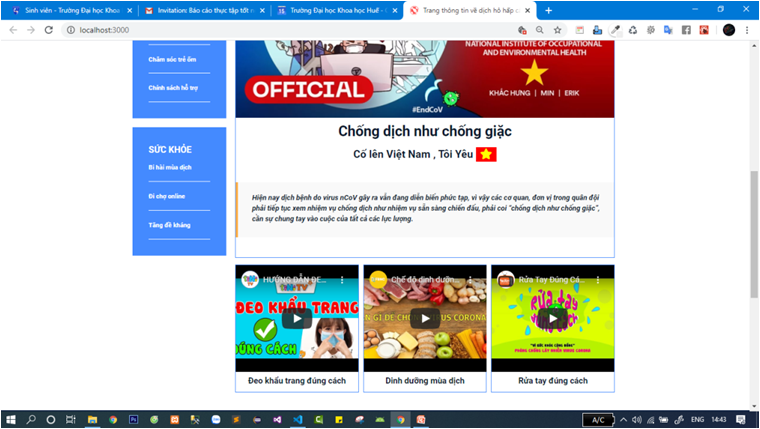 Sinh viên - Trường Đại học Khoa
Invitation: Báo cáo thực tập tốt n
Trường Đại học Khoa học Huế -
Trang thông tin về dịch hô hấp c
localhost:3000
Chăm sóc trẻ ốm
Chính sách hỗ trợ
SỨC KHỎE
Bí hài mùa dịch
Đi chợ online
Tăng đề kháng
NATIONAL INSTITUTE OF OCCUPATIONAL
AND ENVIRONMENTAL HEALTH
OFFICIAL
KHẮC HƯNG | MIN | ERIK
#EndCoV
Chống dịch như chống giặc
Cố lên Việt Nam , Tôi Yêu
Hiện nay dịch bệnh do virus nCoV gây ra vẫn đang diễn biến phức tạp, vì vậy các cơ quan, đơn vị trong quân đội
phải tiếp tục xem nhiệm vụ chống dịch như nhiệm vụ sẵn sàng chiến đấu, phải coi "chống dịch như chống giặc",
cần sự chung tay vào cuộc của tất cả các lực lượng.
HƯỚNG DẪN ĐE...
ĐEO KHẨU TRANG
ĐÚNG CÁCH
Đeo khẩu trang đúng cách
Chế độ dinh dưỡn...
ĂN GÌ ĐỂ CHỐNG VIRUS CORONA
Dinh dưỡng mùa dịch
Rửa Tay Đúng Cá...
RỬA
TAY
Rửa tay đúng cách
A/C
ENG
14:43